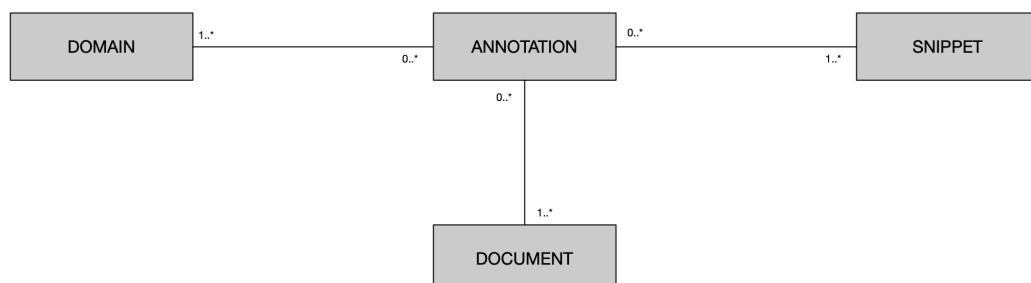 1..*
0..*
DOMAIN
ANNOTATION
SNIPPET
0..*
1..*
0..*
1..*
DOCUMENT